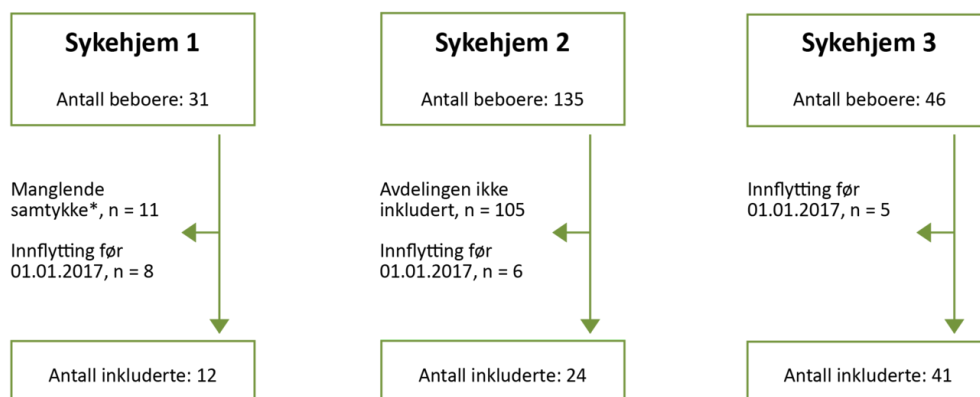 Sykehjem 1
Antall beboere: 31
Manglende
samtykke*, n = 11
Innflytting før
01.01.2017, n = 8
Antall inkluderte: 12
Sykehjem 2
Antall beboere: 135
Avdelingen ikke
inkludert, n = 105
Innflytting før
01.01.2017, n = 6
Antall inkluderte: 24
Sykehjem 3
Antall beboere: 46
Innflytting før
01.01.2017, n = 5
Antall inkluderte: 41